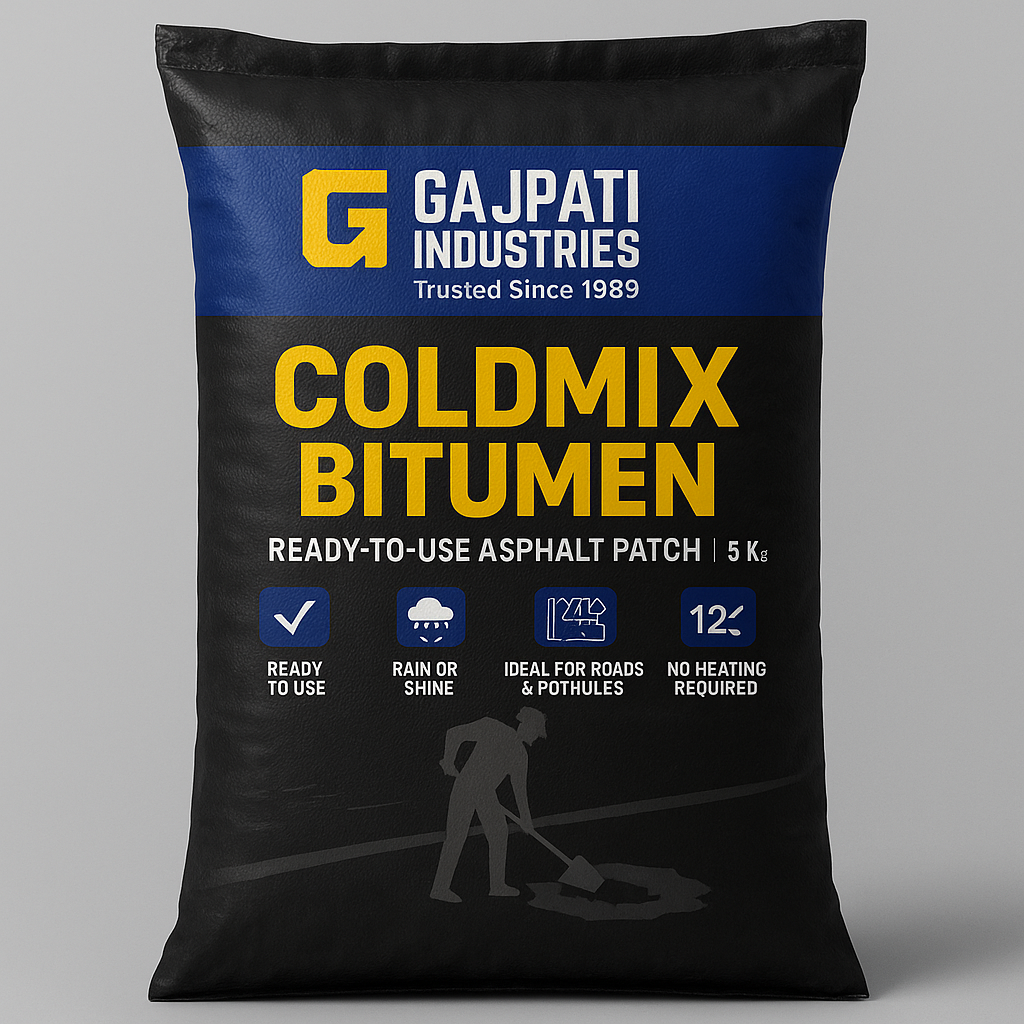 G
GAJPATI
INDUSTRIES
Trusted Since 1989
COLDMIX
BITUMEN
READY-TO-USE ASPHALT PATCH | 5 Kg
12
READY
TO USE
RAIN OR
SHINE
IDEAL FOR ROADS
& POTHULES
NO HEATING
REQUIRED